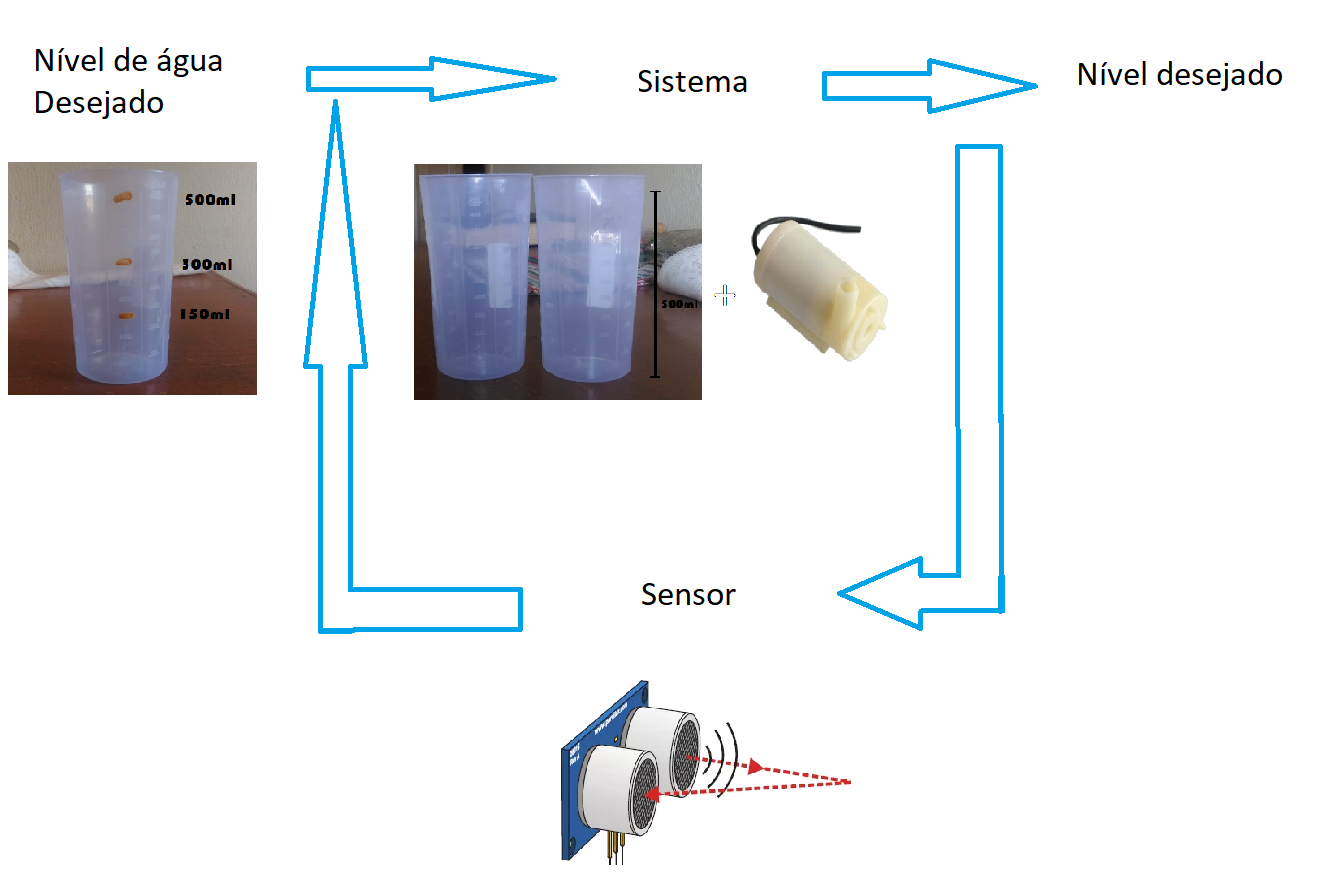 Nível de água
Desejado
Sistema
Nível desejado
500ml
300ml
150ml
500ml
Sensor